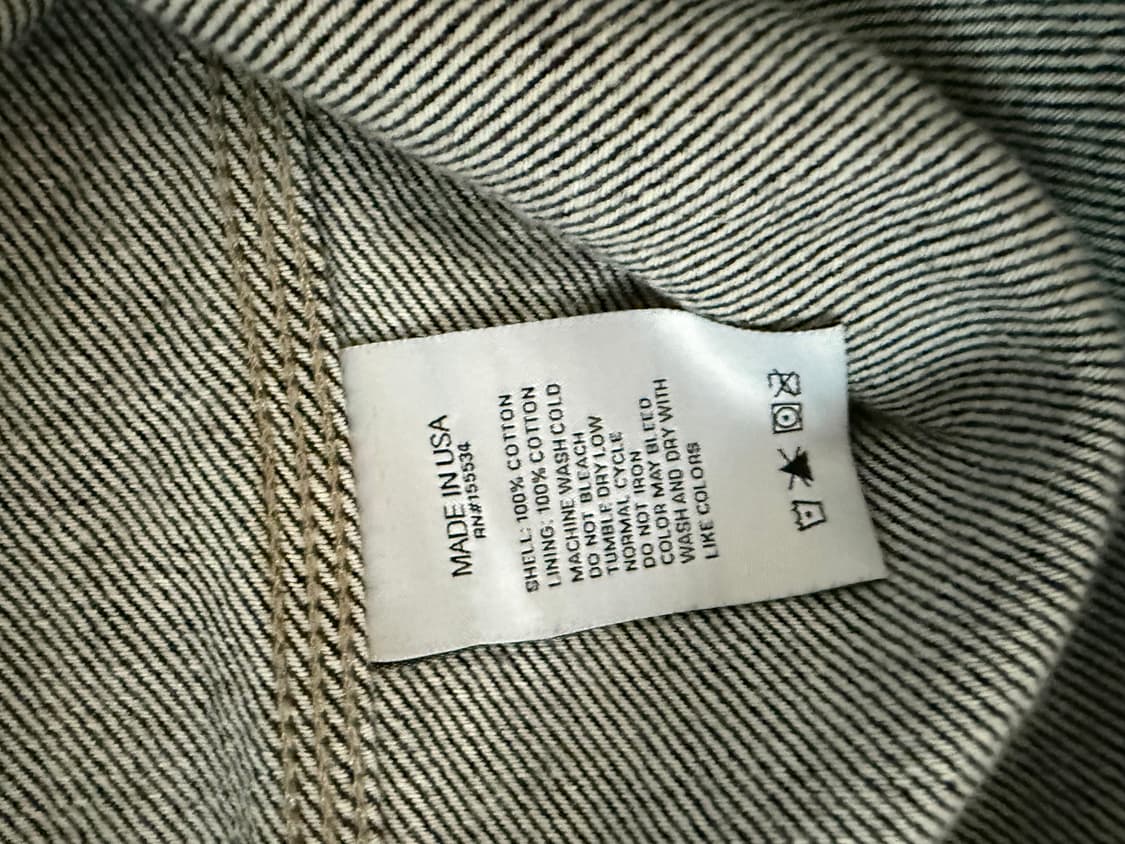 MADE IN USA
RN#155534
SHELL: 100% COTTON
LINING: 100% COTTON
MACHINE WASH COLD
DO NOT BLEACH
TUMBLE DRY LOW
NORMAL CYCLE
DO NOT IRON
COLOR MAY BLEED
WASH AND DRY WITH
LIKE COLORS